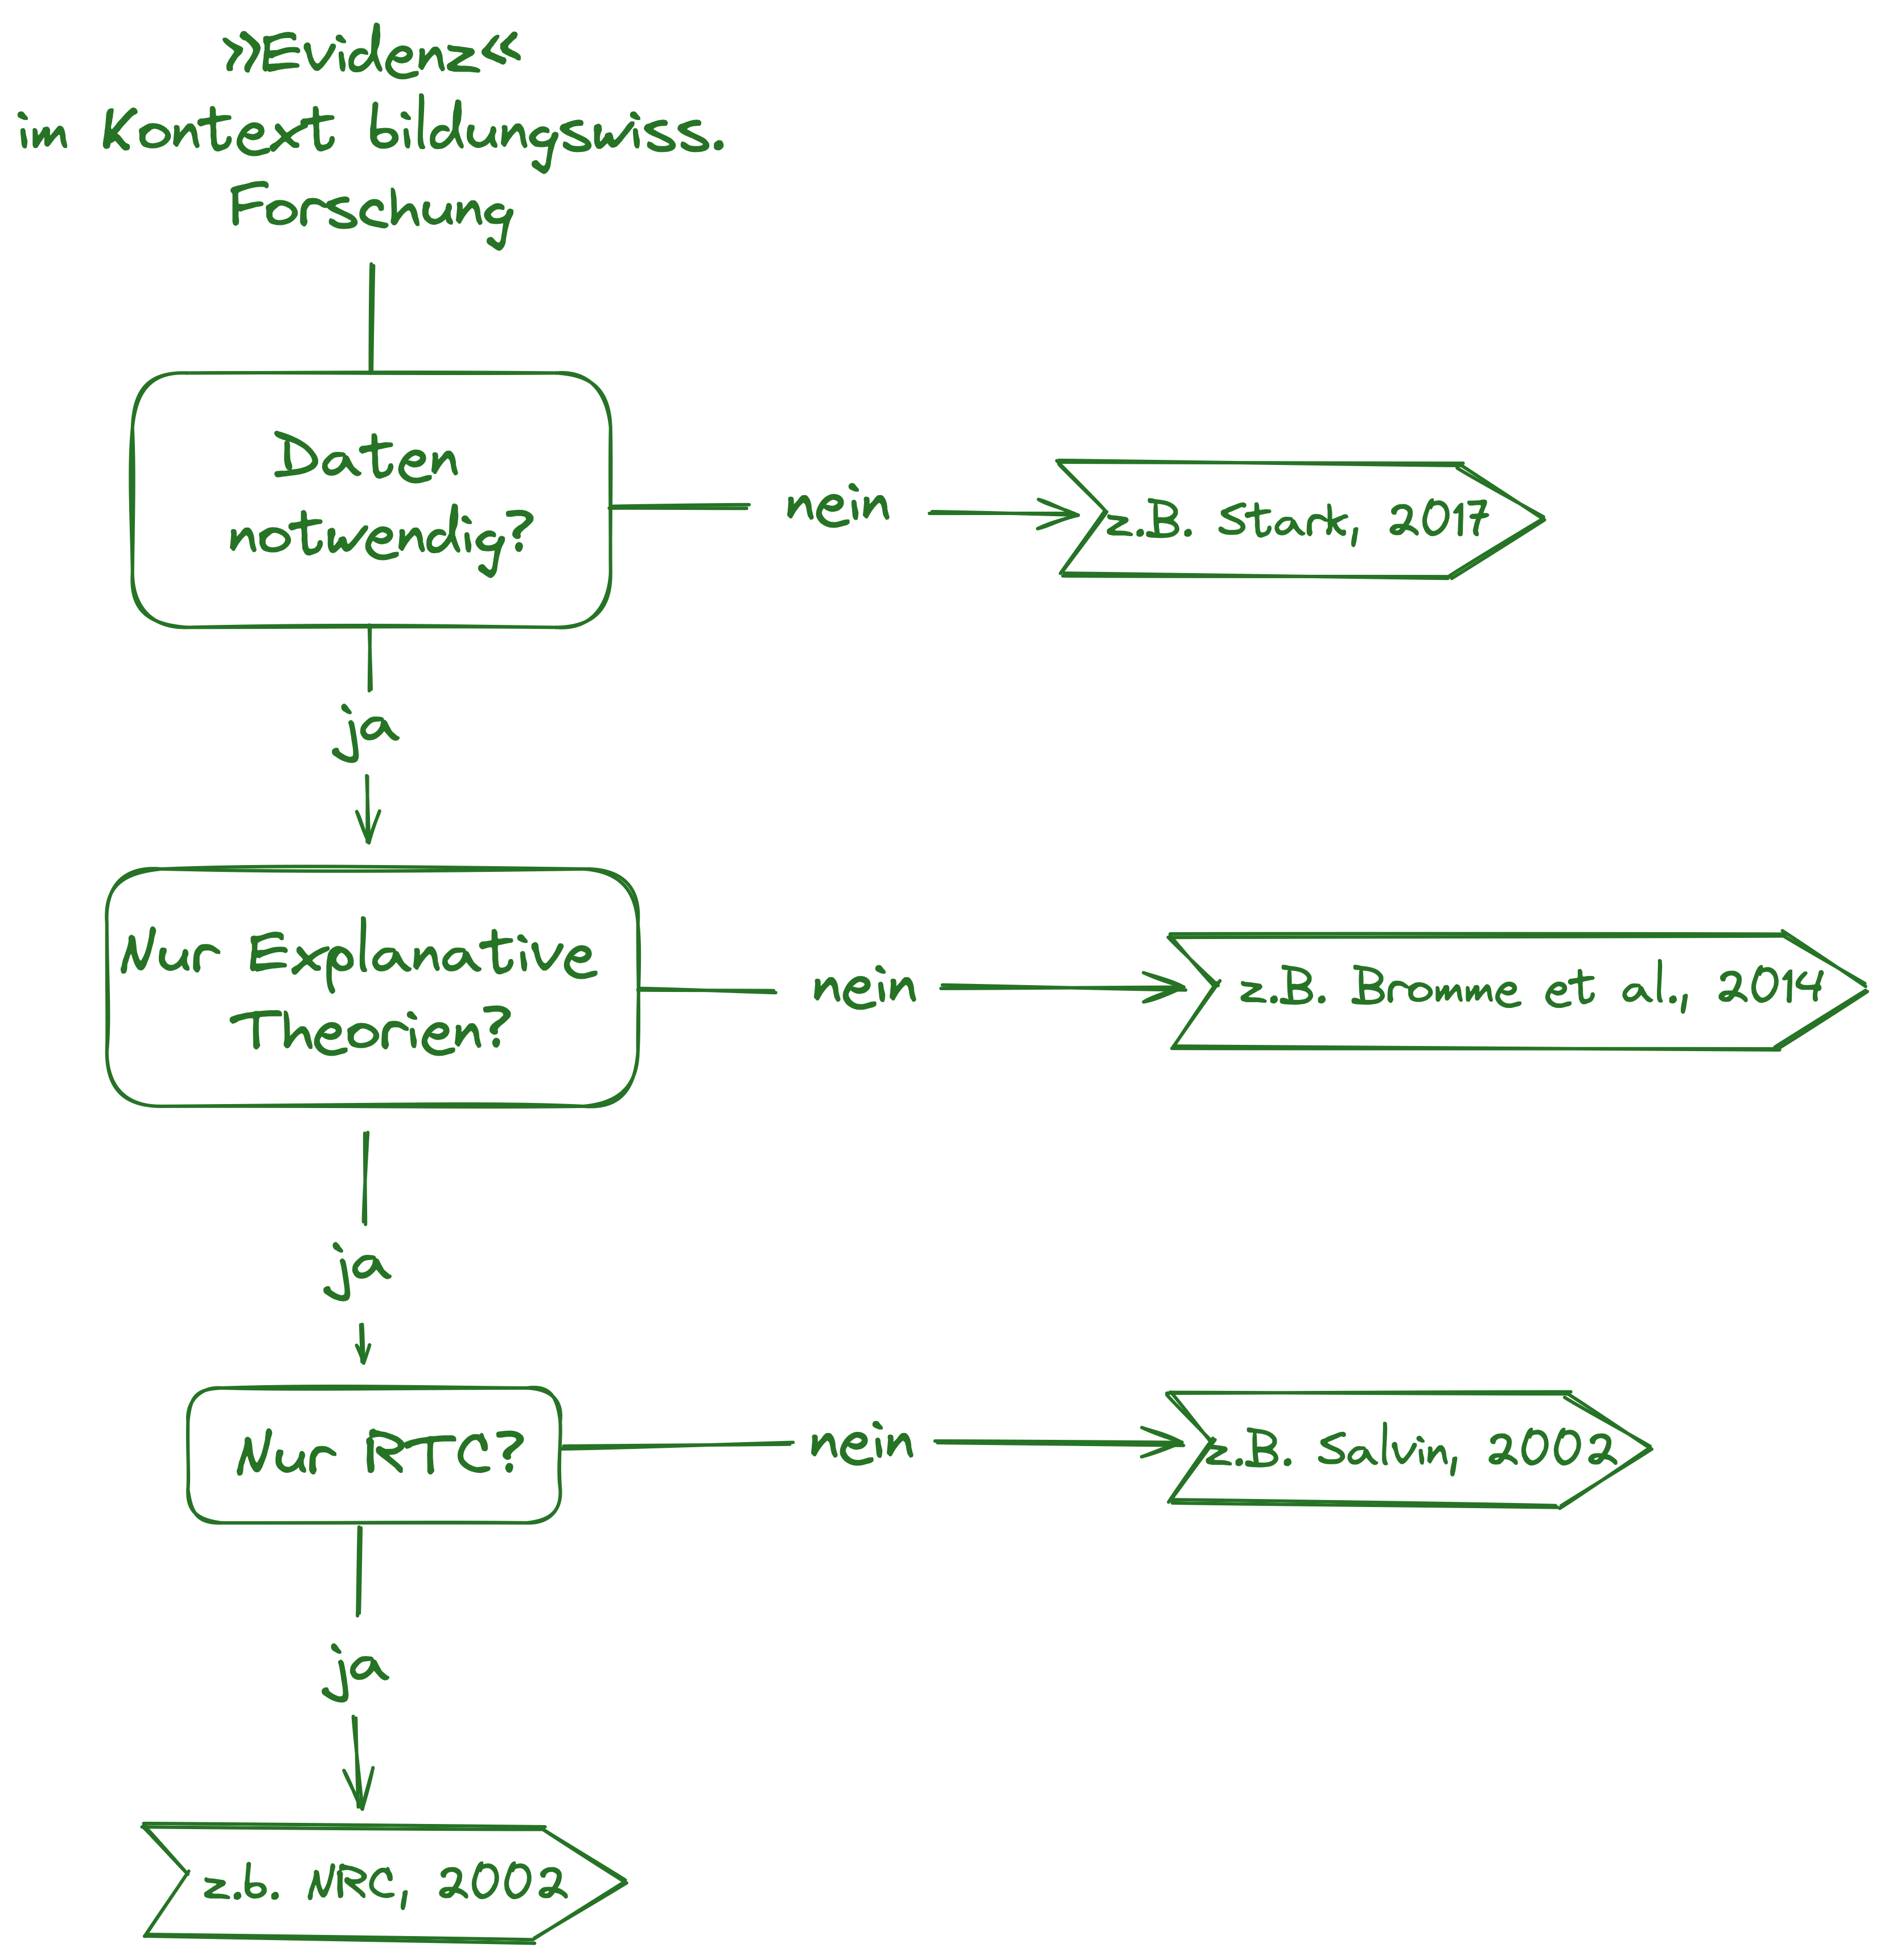 »Evidenz«
im Kontext bildungswiss.
Forschung
Daten
notwendig?
nein
z.B. Stark, 2017
ja
Nur Explanative
Theorien?
nein
z.B. Bromme et al., 2014
ja
Nur RTC?
nein
z.B. Salvin, 2002
ja
z.b. NRC, 2002